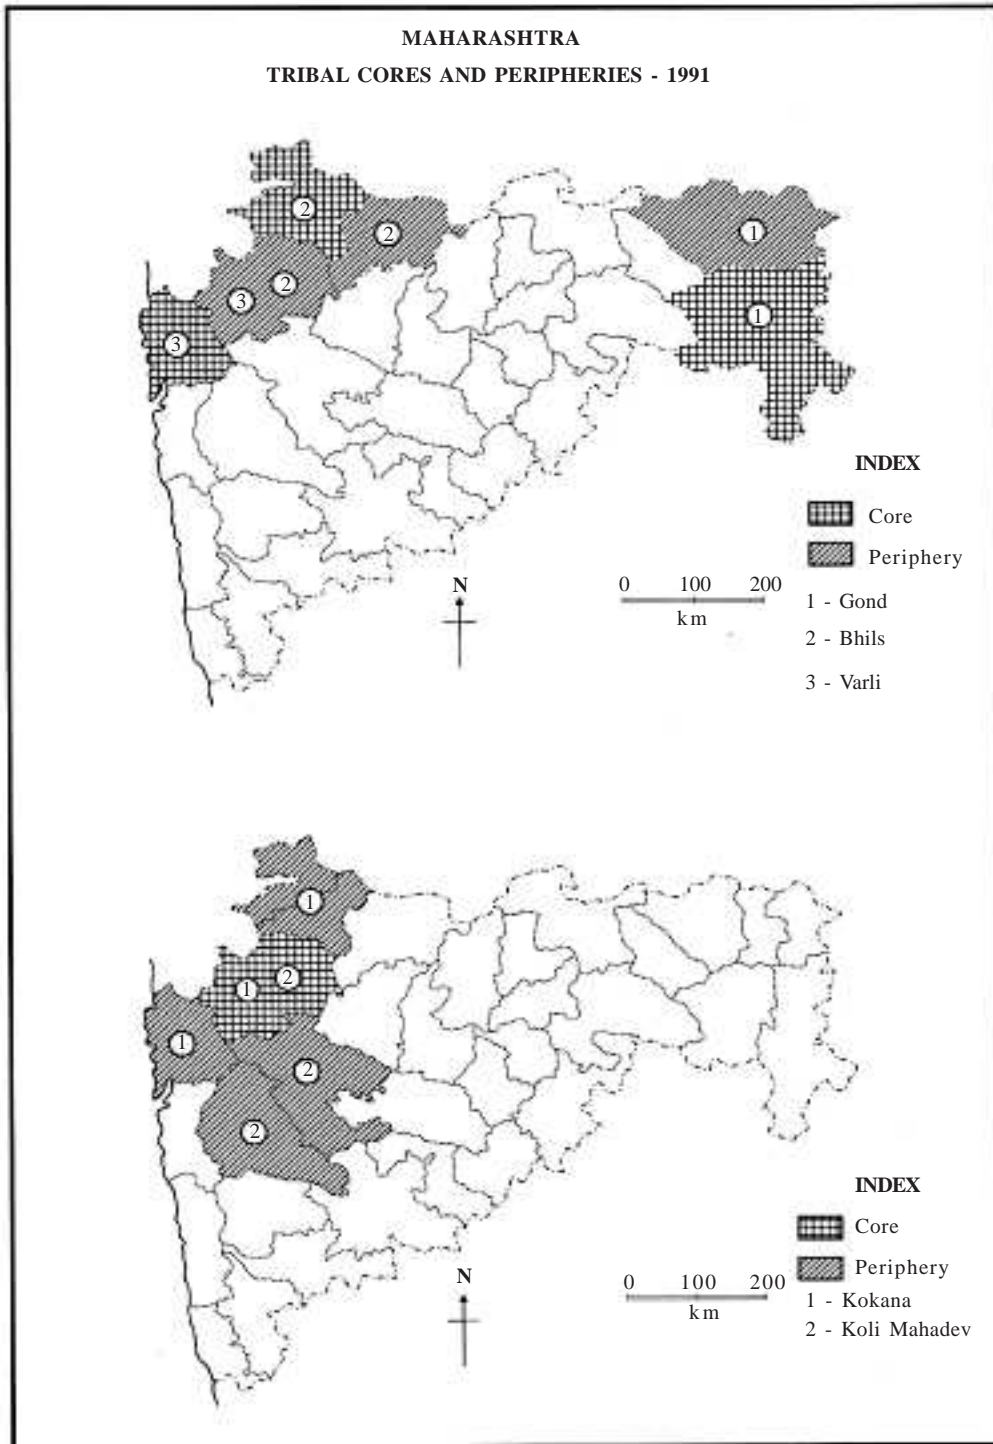 MAHARASHTRA
TRIBAL CORES AND PERIPHERIES - 1991
2
2
1
2
3
1
3
INDEX
Core
Periphery
N
0 100 200
km
1 - Gond
2 - Bhils
3 - Varli
1
2
1
1
2
2
INDEX
Core
Periphery
N
0 100 200
km
1 - Kokana
2 - Koli Mahadev